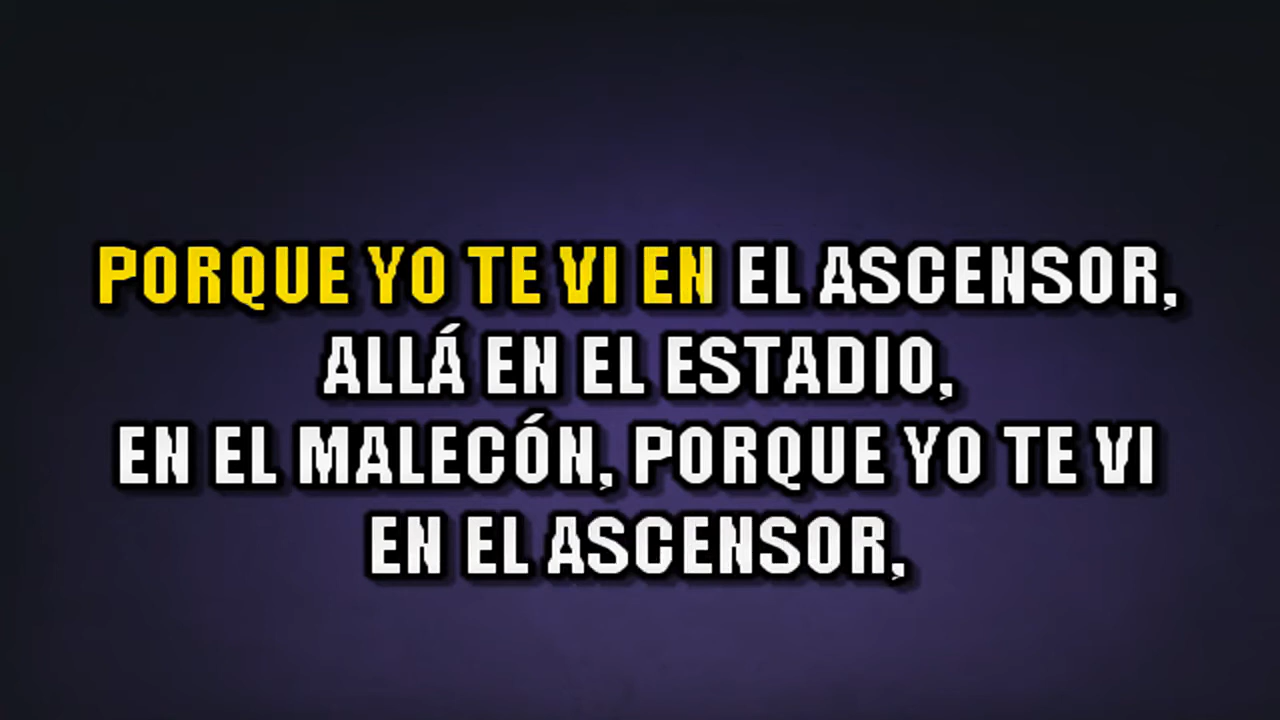 PORQUE YO TE VI EN EL ASCENSOR,
ALLÁ EN EL ESTADIO,
EN EL MALECÓN, PORQUE YO TE VI
EN EL ASCENSOR,